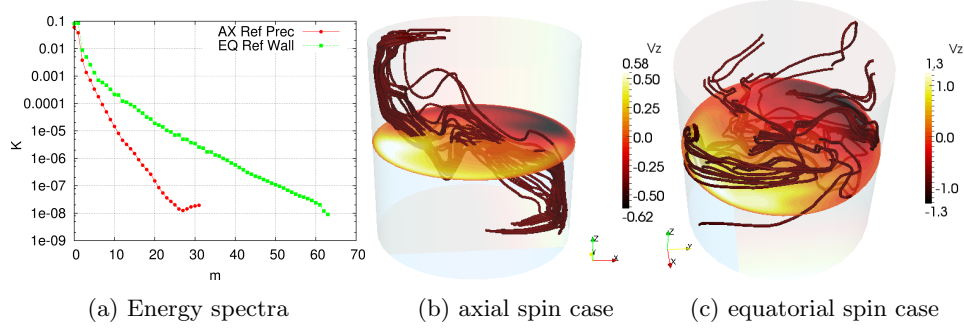 0.1
0.01
0.001
0.0001
1e-05
1e-06
1e-07
1e-08
1e-09
K
0 10 20 30 40 50 60 70
m
AX Ref Prec
EQ Ref Wall
Vz
0.58
0.50
0.25
0.0
-0.25
-0.50
-0.62
Z
X
Vz
1,3
1.0
0.0
-1.0
-1.3
Z
Y
X
(a) Energy spectra
(b) axial spin case
(c) equatorial spin case